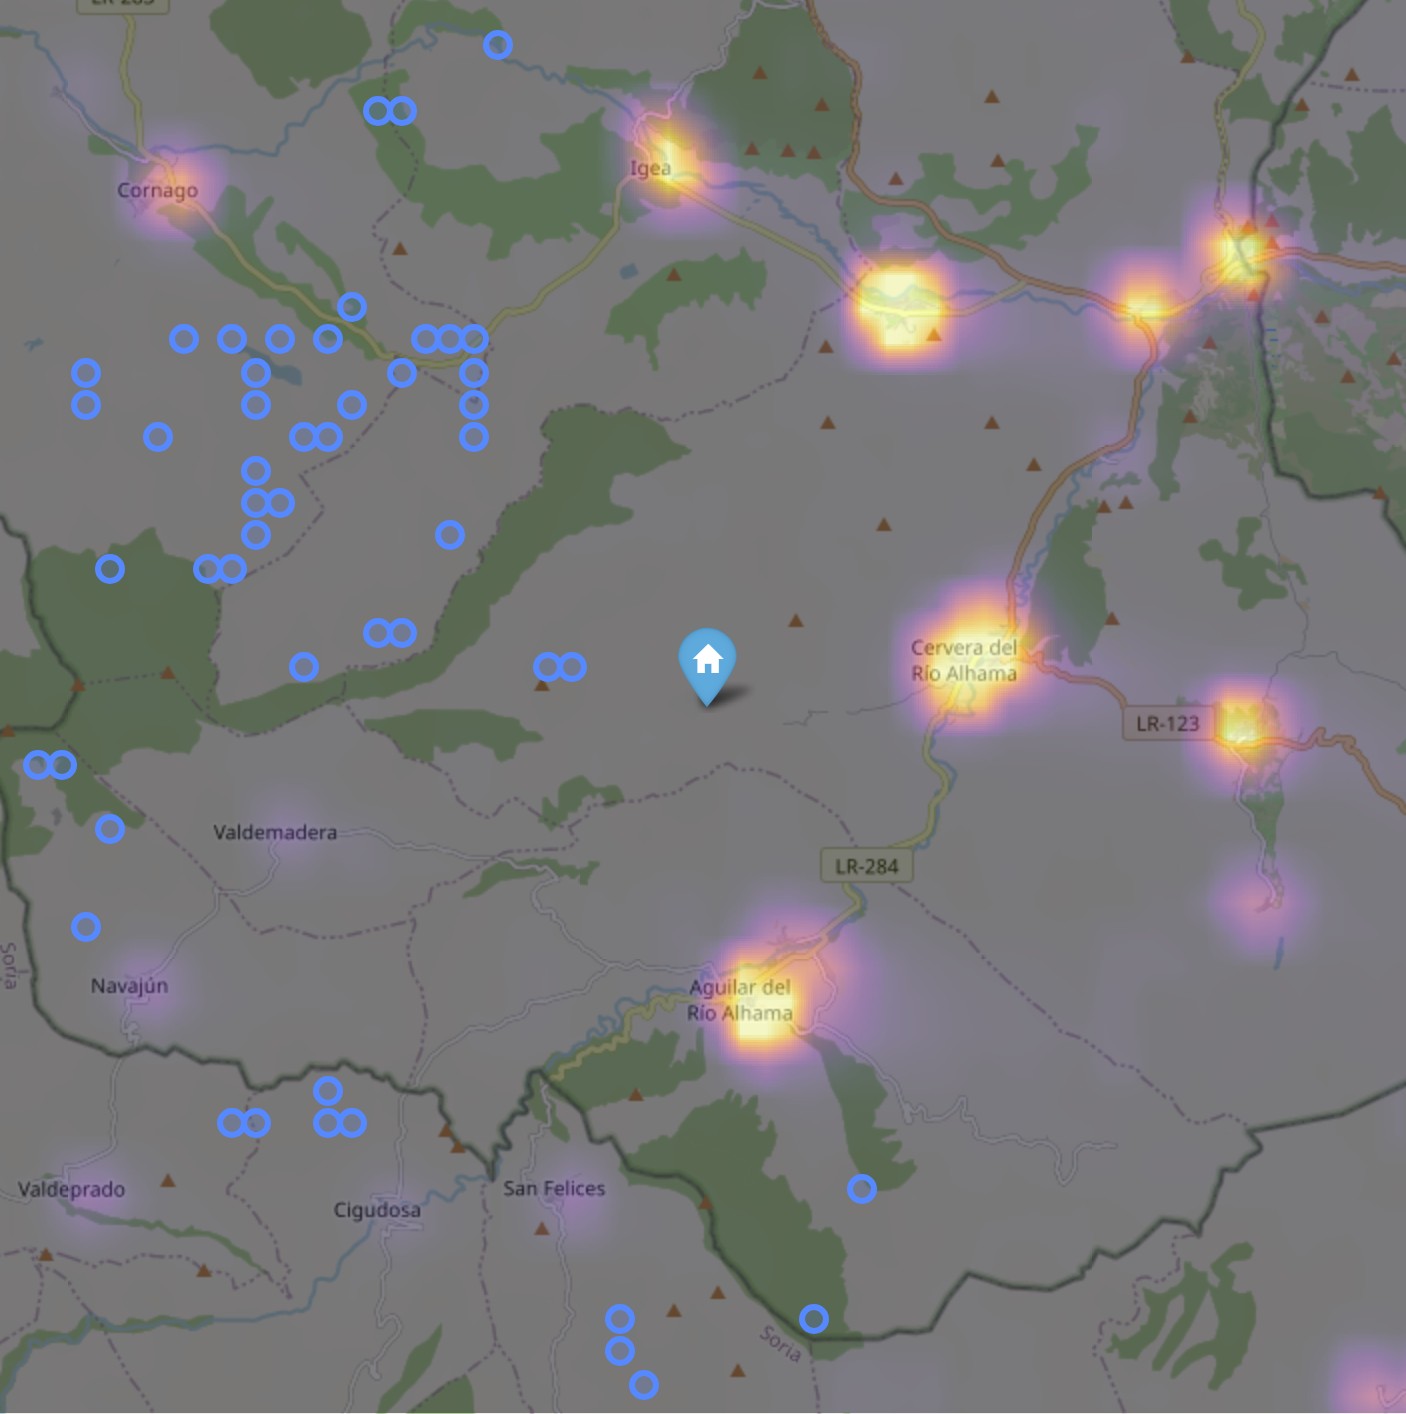 LR-283
Igea
Cornago
Cervera del
Río Alhama
LR-123
Valdemadera
LR-284
Soria
Navajún
Aguilar del
Río Alhama
Valdeprado
San Felices
Cigudosa
Soria